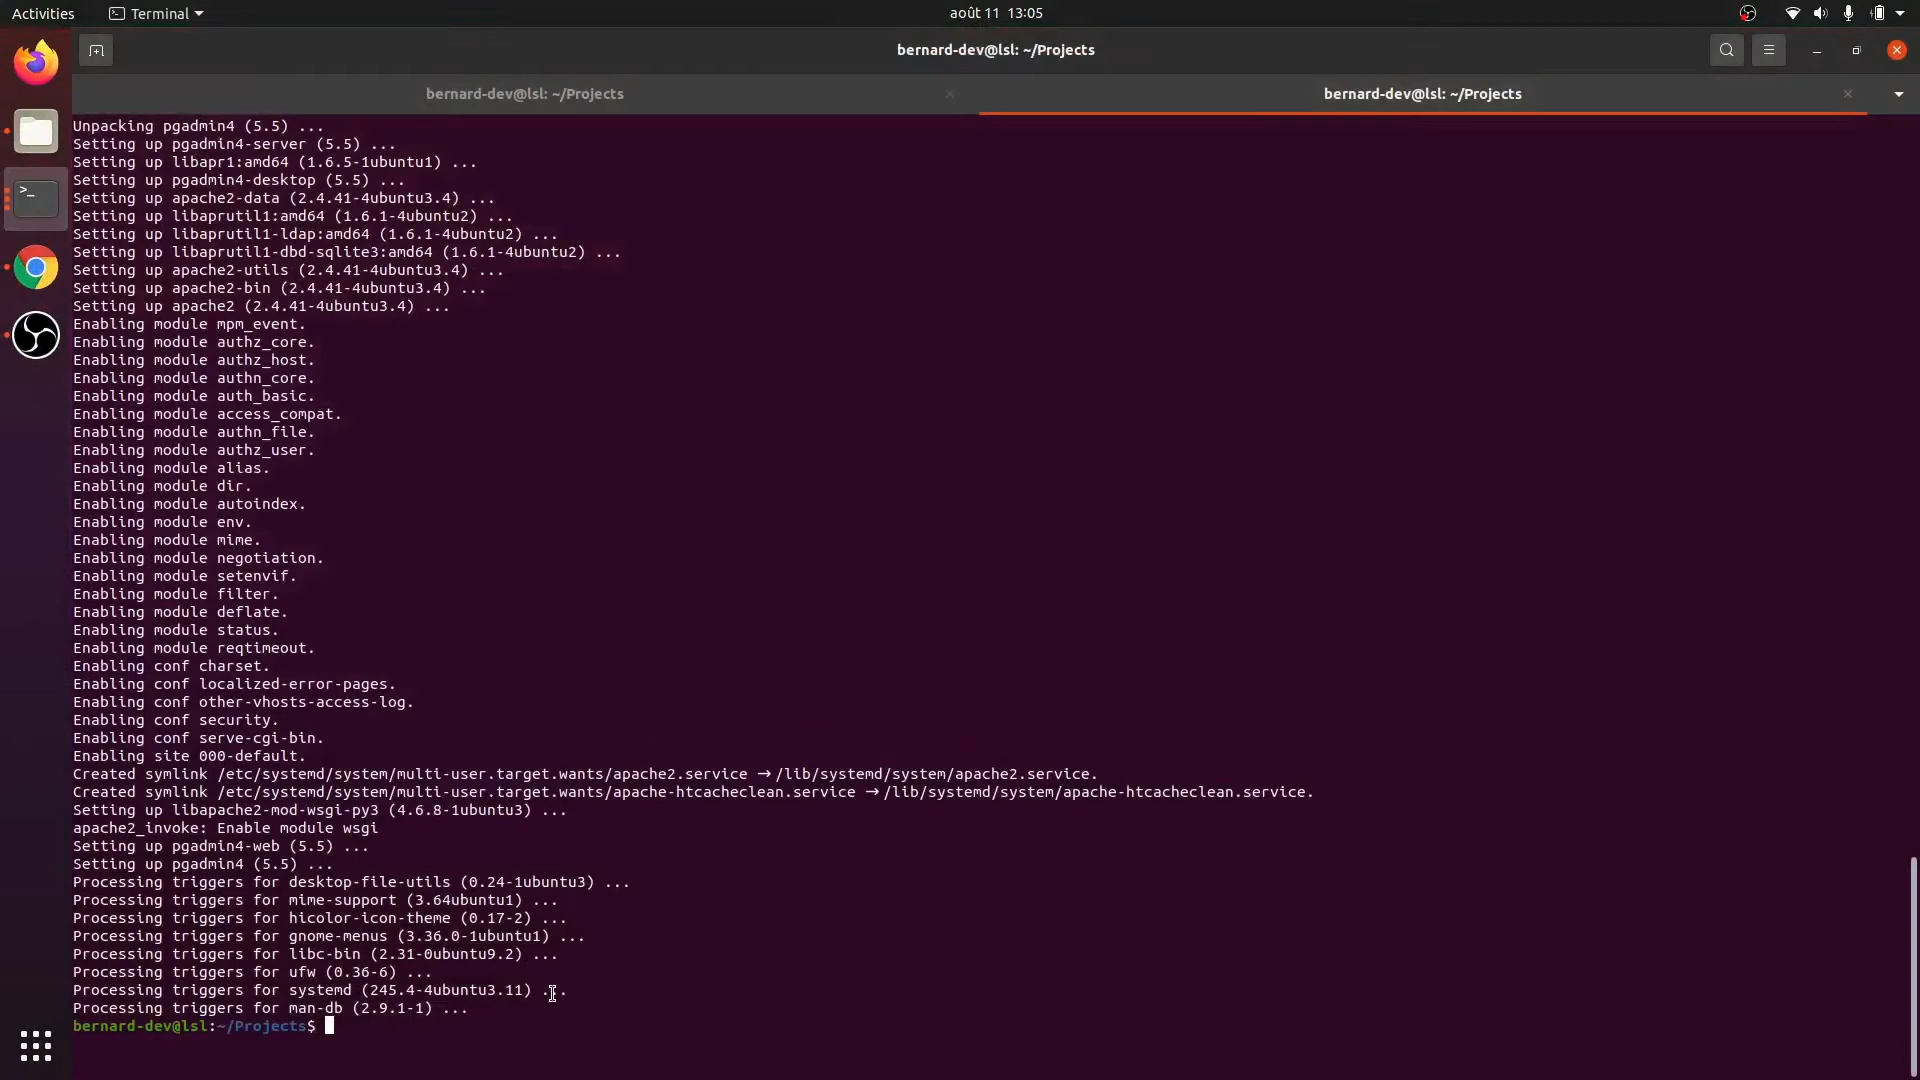 Activities
Terminal
août 11 13:05
bernard-dev@lsl: ~/Projects
bernard-dev@lsl: ~/Projects
bernard-dev@lsl: ~/Projects
Unpacking pgadmin4 (5.5) ...
Setting up pgadmin4-server (5.5) ...
Setting up libapr1:amd64 (1.6.5-1ubuntu1) ...
Setting up pgadmin4-desktop (5.5) ...
Setting up apache2-data (2.4.41-4ubuntu3.4) ...
Setting up libaprutil1:amd64 (1.6.1-4ubuntu2) ...
Setting up libaprutil1-ldap:amd64 (1.6.1-4ubuntu2) ...
Setting up libaprutil1-dbd-sqlite3:amd64 (1.6.1-4ubuntu2) ...
Setting up apache2-utils (2.4.41-4ubuntu3.4) ...
Setting up apache2-bin (2.4.41-4ubuntu3.4) ...
Setting up apache2 (2.4.41-4ubuntu3.4) ...
Enabling module mpm_event.
Enabling module authz_core.
Enabling module authz_host.
Enabling module authn_core.
Enabling module auth_basic.
Enabling module access_compat.
Enabling module authn_file.
Enabling module authz_user.
Enabling module alias.
Enabling module dir.
Enabling module autoindex.
Enabling module env.
Enabling module mime.
Enabling module negotiation.
Enabling module setenvif.
Enabling module filter.
Enabling module deflate.
Enabling module status.
Enabling module reqtimeout.
Enabling conf charset.
Enabling conf localized-error-pages.
Enabling conf other-vhosts-access-log.
Enabling conf security.
Enabling conf serve-cgi-bin.
Enabling site 000-default.
Created symlink /etc/systemd/system/multi-user.target.wants/apache2.service → /lib/systemd/system/apache2.service.
Created symlink /etc/systemd/system/multi-user.target.wants/apache-htcacheclean.service → /lib/systemd/system/apache-htcacheclean.service.
Setting up libapache2-mod-wsgi-py3 (4.6.8-1ubuntu3) ...
apache2_invoke: Enable module wsgi
Setting up pgadmin4-web (5.5) ...
Setting up pgadmin4 (5.5) ...
Processing triggers for desktop-file-utils (0.24-1ubuntu3) ...
Processing triggers for mime-support (3.64ubuntu1) ...
Processing triggers for hicolor-icon-theme (0.17-2) ...
Processing triggers for gnome-menus (3.36.0-1ubuntu1) ...
Processing triggers for libc-bin (2.31-0ubuntu9.2) ...
Processing triggers for ufw (0.36-6) ...
Processing triggers for systemd (245.4-4ubuntu3.11) ...
Processing triggers for man-db (2.9.1-1) ...
bernard-dev@lsl:~/Projects$